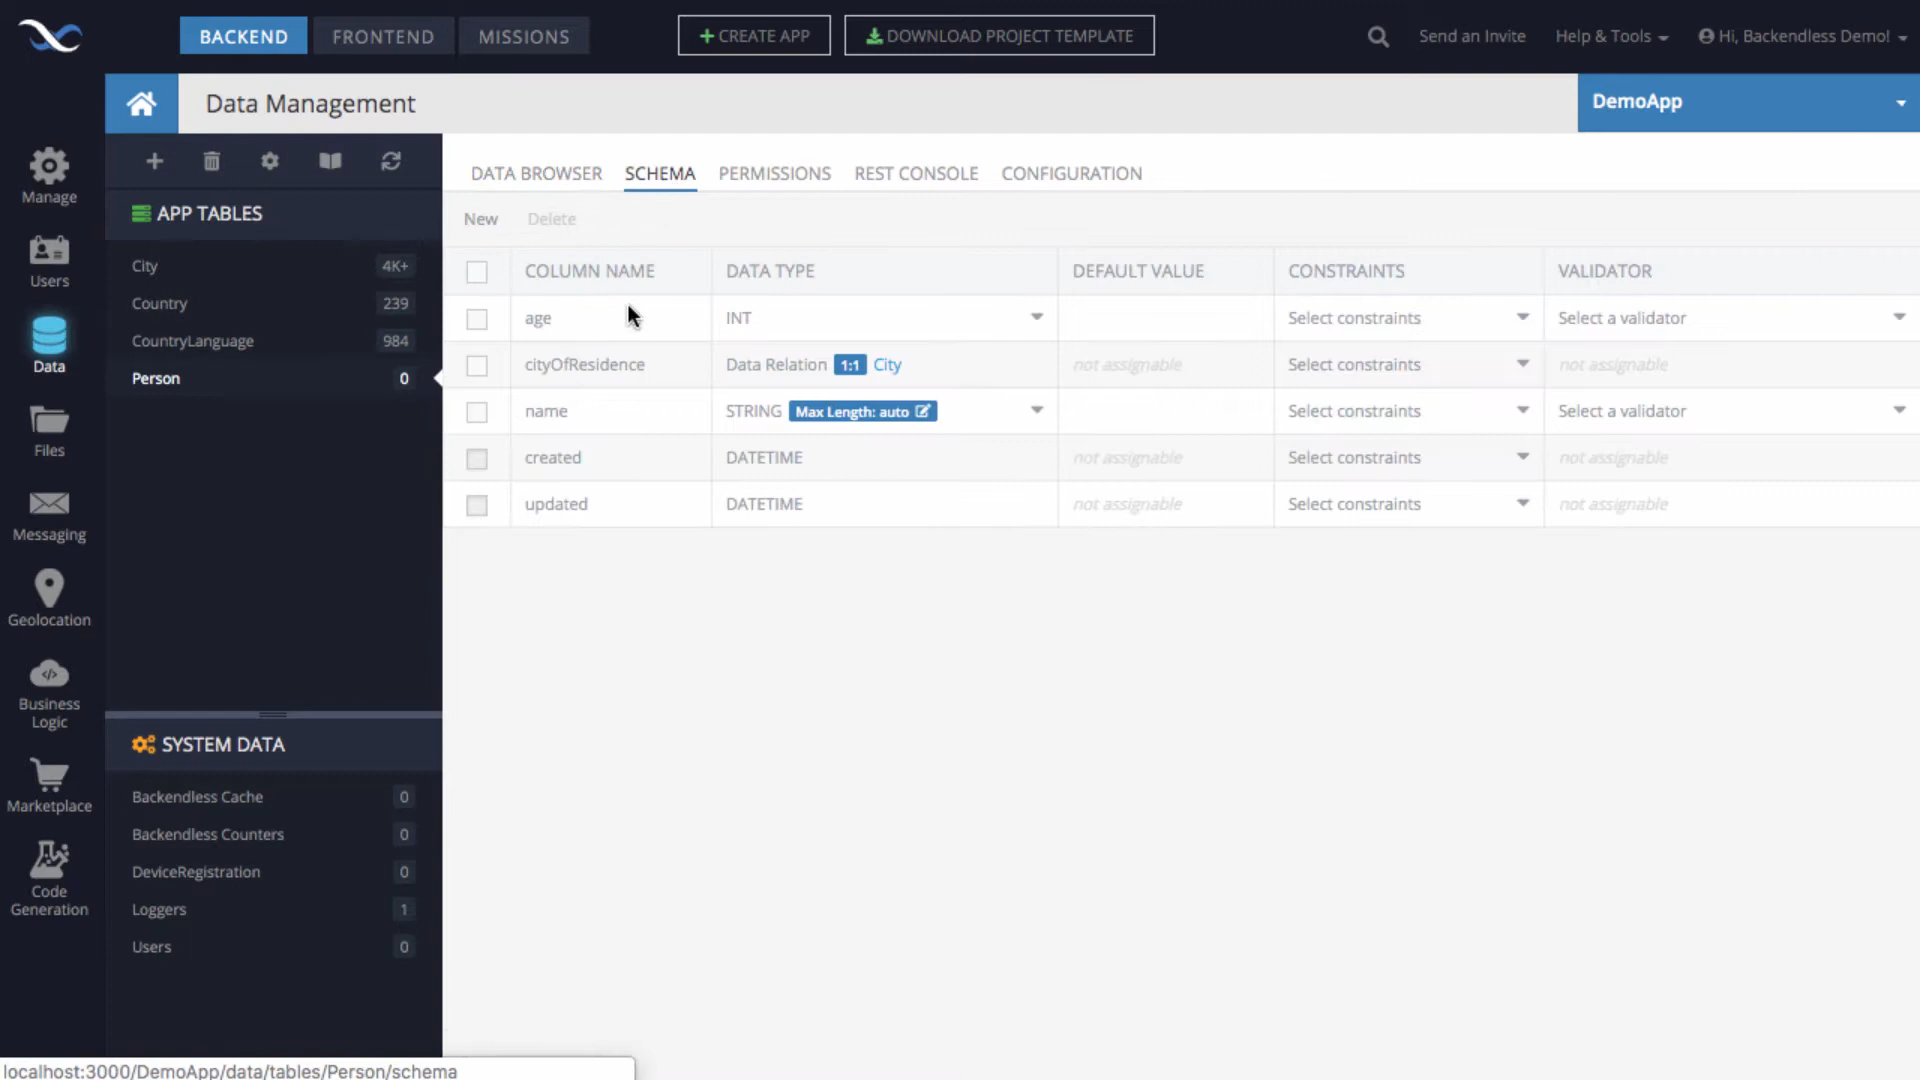 BACKEND FRONTEND MISSIONS CREATE APP DOWNLOAD PROJECT TEMPLATE Send an Invite Help & Tools Hi, Backendless Demo!
Data Management DemoApp
Manage
Users
Data
Files
Messaging
Geolocation
Business
Logic
Marketplace
Code
Generation
APP TABLES
City 4K+
Country 239
CountryLanguage 984
Person 0
SYSTEM DATA
Backendless Cache 0
Backendless Counters 0
DeviceRegistration 0
Loggers 1
Users 0
DATA BROWSER SCHEMA PERMISSIONS REST CONSOLE CONFIGURATION
New Delete
COLUMN NAME DATA TYPE DEFAULT VALUE CONSTRAINTS VALIDATOR
age INT Select constraints Select a validator
cityOfResidence Data Relation 1:1 City not assignable Select constraints not assignable
name STRING Max Length: auto Select constraints Select a validator
created DATETIME not assignable Select constraints not assignable
updated DATETIME not assignable Select constraints not assignable
localhost:3000/DemoApp/data/tables/Person/schema